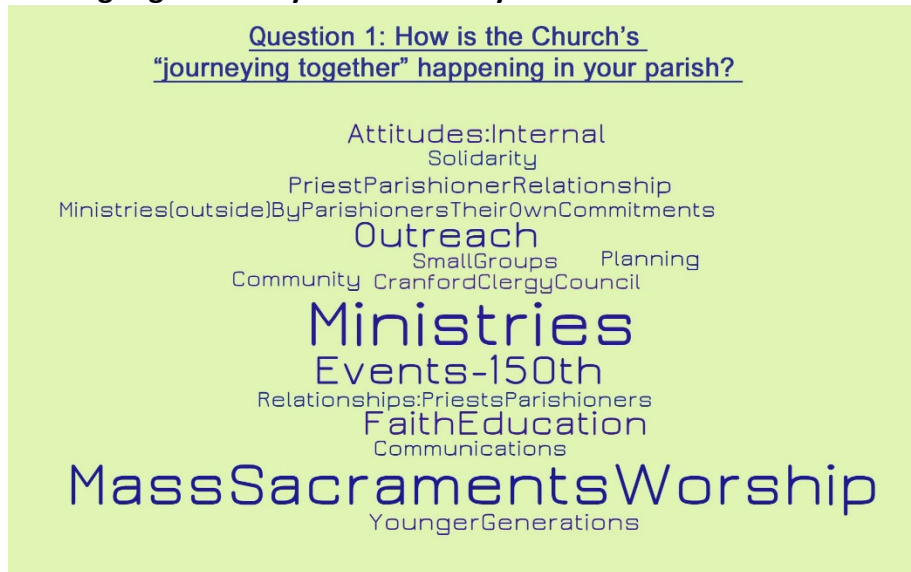 Question 1: How is the Church's
“journeying together” happening in your parish?
Attitudes:Internal
Solidarity
PriestParishionerRelationship
Ministries(outside)ByParishionersTheirOwnCommitments
Outreach
SmallGroups Planning
Community CranfordClergyCouncil
Ministries
Events-150th
Relationships:PriestsParishioners
FaithEducation
Communications
MassSacramentsWorship
YoungerGenerations